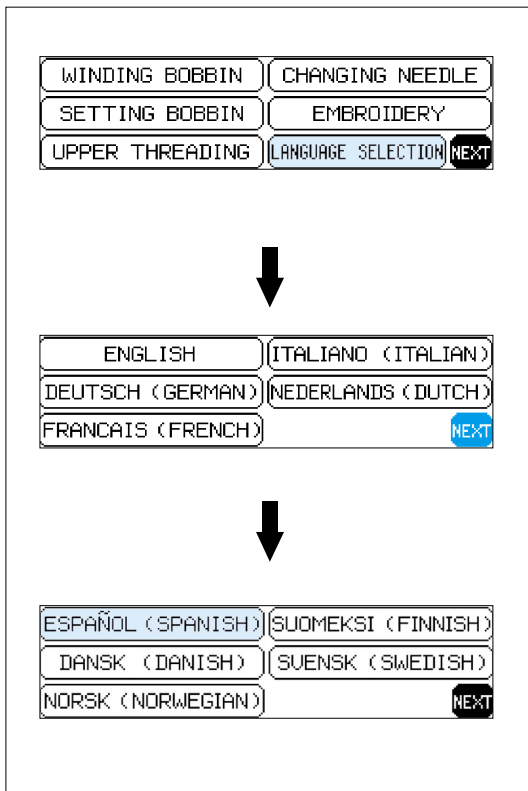 WINDING BOBBIN CHANGING NEEDLE
SETTING BOBBIN EMBROIDERY
UPPER THREADING LANGUAGE SELECTION NEXT
ENGLISH ITALIANO (ITALIAN)
DEUTSCH (GERMAN) NEDERLANDS (DUTCH)
FRANCAIS (FRENCH) NEXT
ESPAÑOL (SPANISH) SUOMEKSI (FINNISH)
DANSK (DANISH) SVENSK (SWEDISH)
NORSK (NORWEGIAN) NEXT